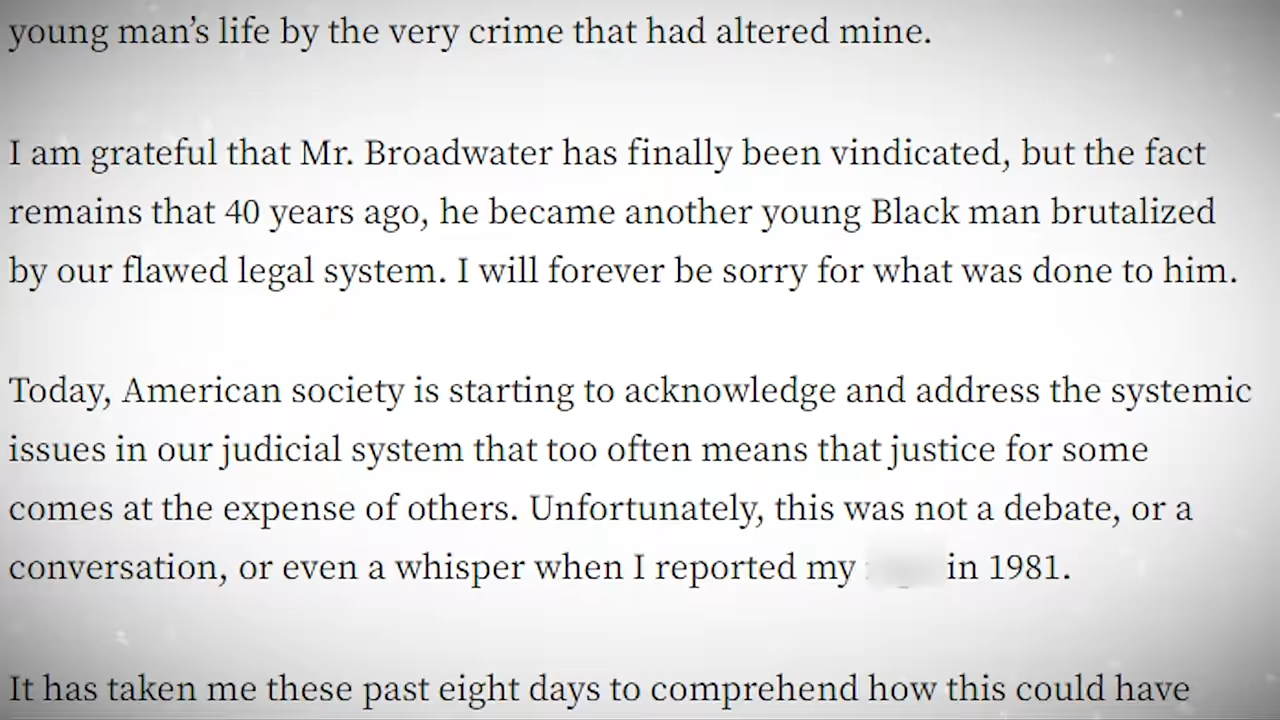 young man's life by the very crime that had altered mine.
I am grateful that Mr. Broadwater has finally been vindicated, but the fact
remains that 40 years ago, he became another young Black man brutalized
by our flawed legal system. I will forever be sorry for what was done to him.
Today, American society is starting to acknowledge and address the systemic
issues in our judicial system that too often means that justice for some
comes at the expense of others. Unfortunately, this was not a debate, or a
conversation, or even a whisper when I reported my in 1981.
It has taken me these past eight days to comprehend how this could have